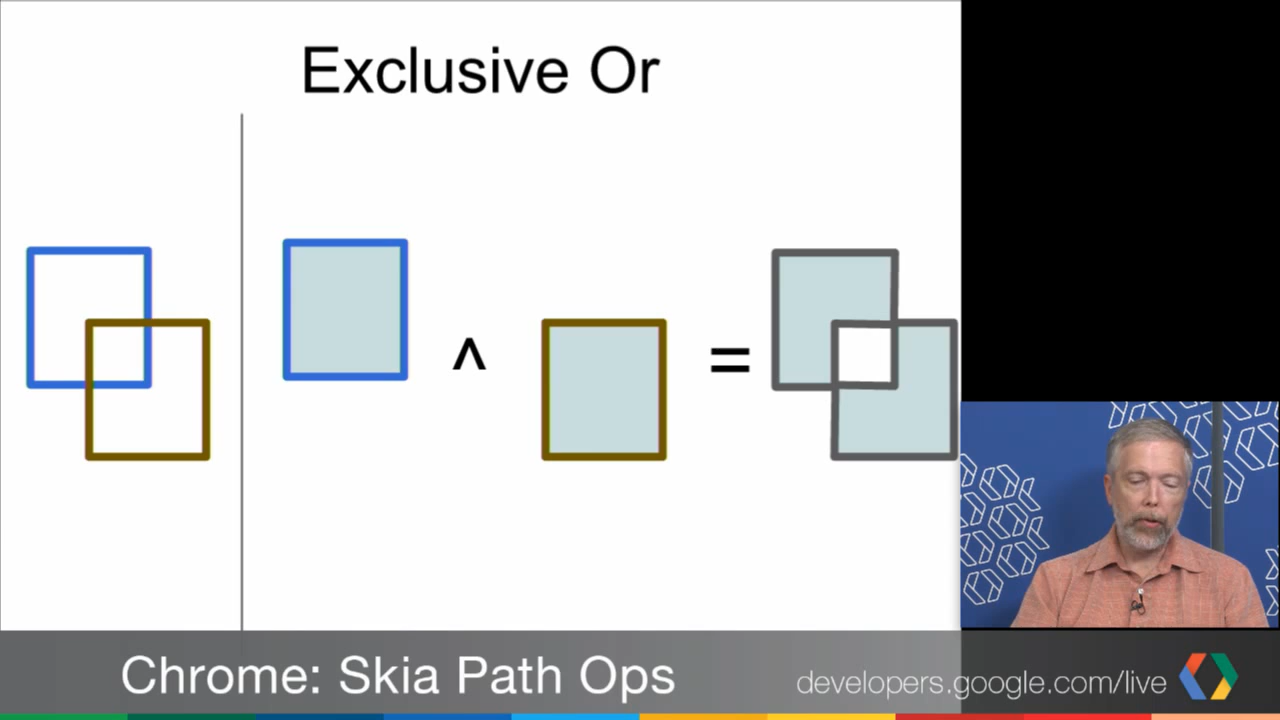 Exclusive Or
^
=
Chrome: Skia Path Ops
developers.google.com/live